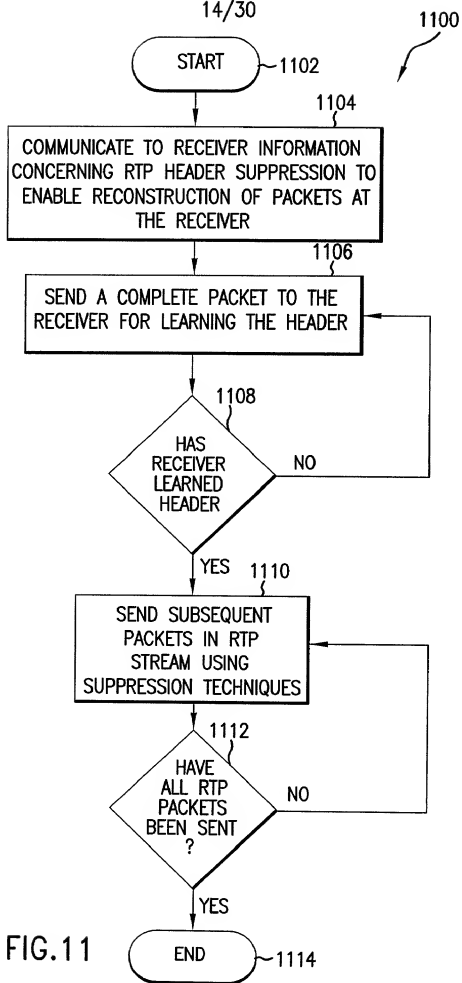 14/30
1100
START
1102
1104
COMMUNICATE TO RECEIVER INFORMATION
CONCERNING RTP HEADER SUPPRESSION TO
ENABLE RECONSTRUCTION OF PACKETS AT
THE RECEIVER
1106
SEND A COMPLETE PACKET TO THE
RECEIVER FOR LEARNING THE HEADER
1108
HAS
RECEIVER
LEARNED
HEADER
NO
YES
1110
SEND SUBSEQUENT
PACKETS IN RTP
STREAM USING
SUPPRESSION TECHNIQUES
1112
HAVE
ALL RTP
PACKETS
BEEN SENT
?
NO
YES
FIG.11
END
1114